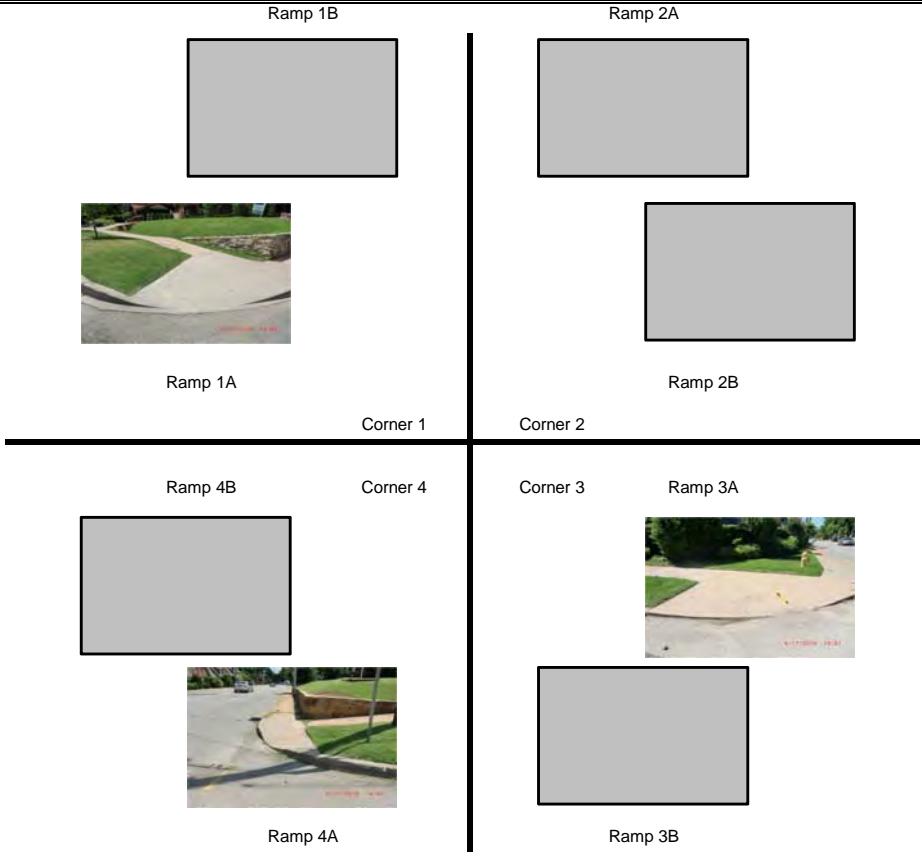 Ramp 1B
Ramp 2A
Ramp 1A
Ramp 2B
Corner 1
Corner 2
Ramp 4B
Corner 4
Corner 3
Ramp 3A
Ramp 4A
Ramp 3B